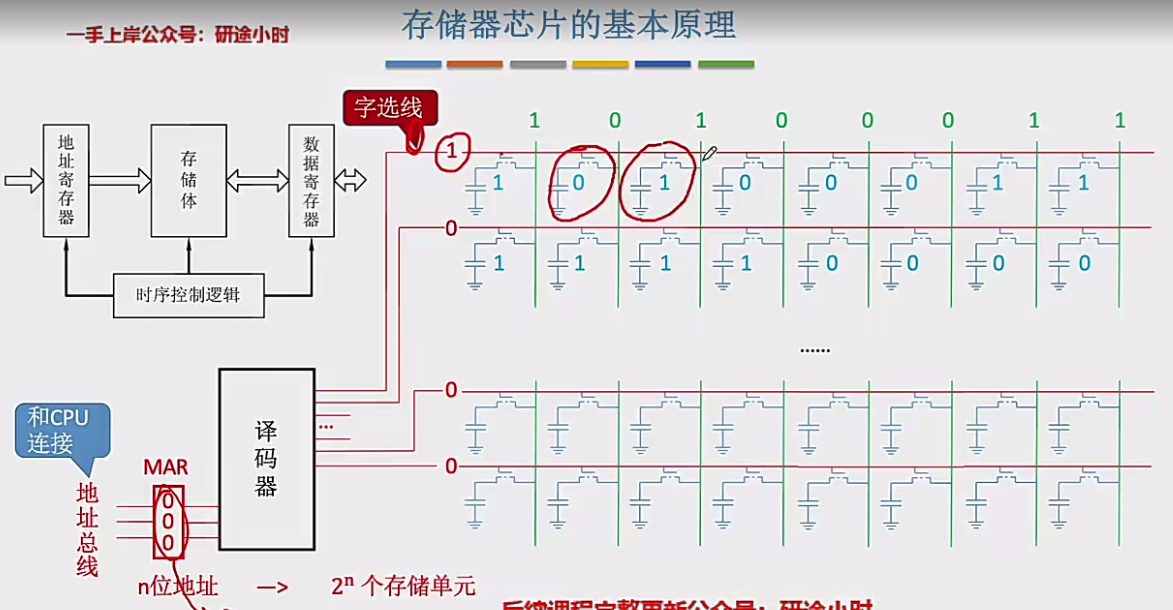 存储器芯片的基本原理
一手上岸公众号：研途小时
字选线
1 0 1 0 0 0 1 1
地址寄存器
存储体
数据寄存器
1
1 0 1 0 0 0 1 1
0
1 1 1 1 0 0 0 0
时序控制逻辑
......
0
和CPU
连接
译码器
...
MAR
0
地址总线
0
0
0
n位地址 —> 2ⁿ 个存储单元
后续课程完整更新公众号：研途小时